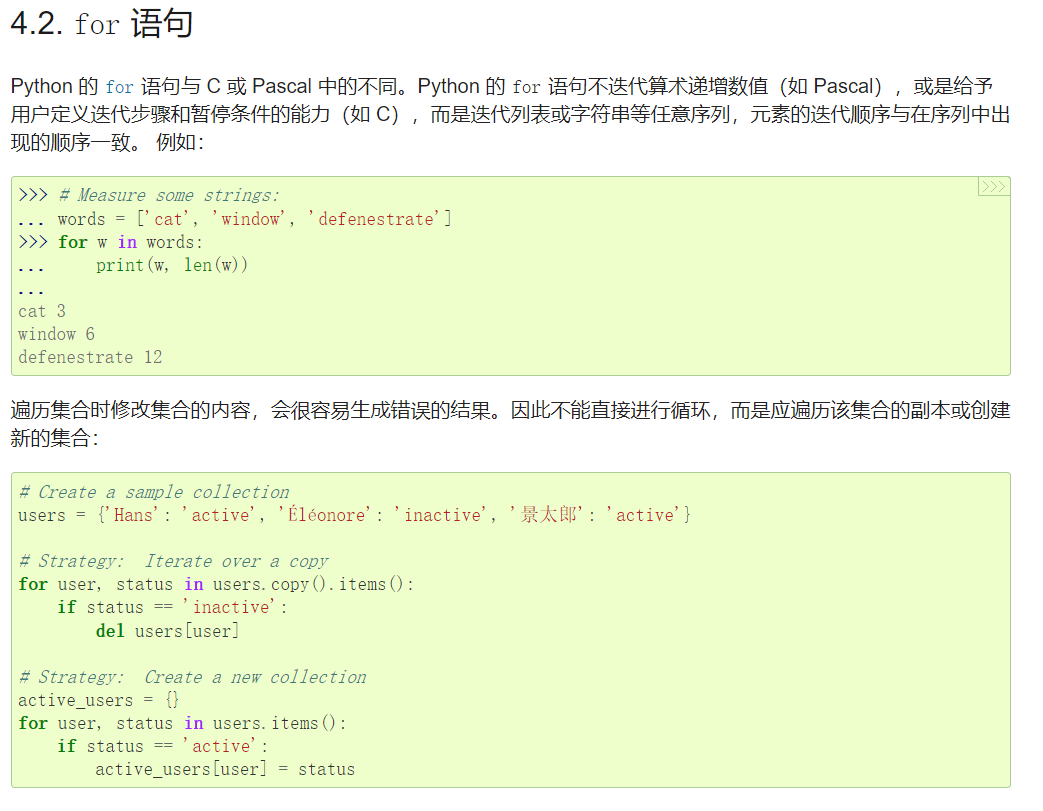 4.2. for 语句
Python 的 for 语句与 C 或 Pascal 中的不同。Python 的 for 语句不迭代算术递增数值（如 Pascal），或是给予
用户定义迭代步骤和暂停条件的能力（如 C），而是迭代列表或字符串等任意序列，元素的迭代顺序与在序列中出
现的顺序一致。 例如：
>>>
>>> # Measure some strings:
... words = ['cat', 'window', 'defenestrate']
>>> for w in words:
...     print(w, len(w))
...
cat 3
window 6
defenestrate 12
遍历集合时修改集合的内容，会很容易生成错误的结果。因此不能直接进行循环，而是应遍历该集合的副本或创建
新的集合：
# Create a sample collection
users = {'Hans': 'active', 'Éléonore': 'inactive', '景太郎': 'active'}
# Strategy:  Iterate over a copy
for user, status in users.copy().items():
    if status == 'inactive':
        del users[user]
# Strategy:  Create a new collection
active_users = {}
for user, status in users.items():
    if status == 'active':
        active_users[user] = status